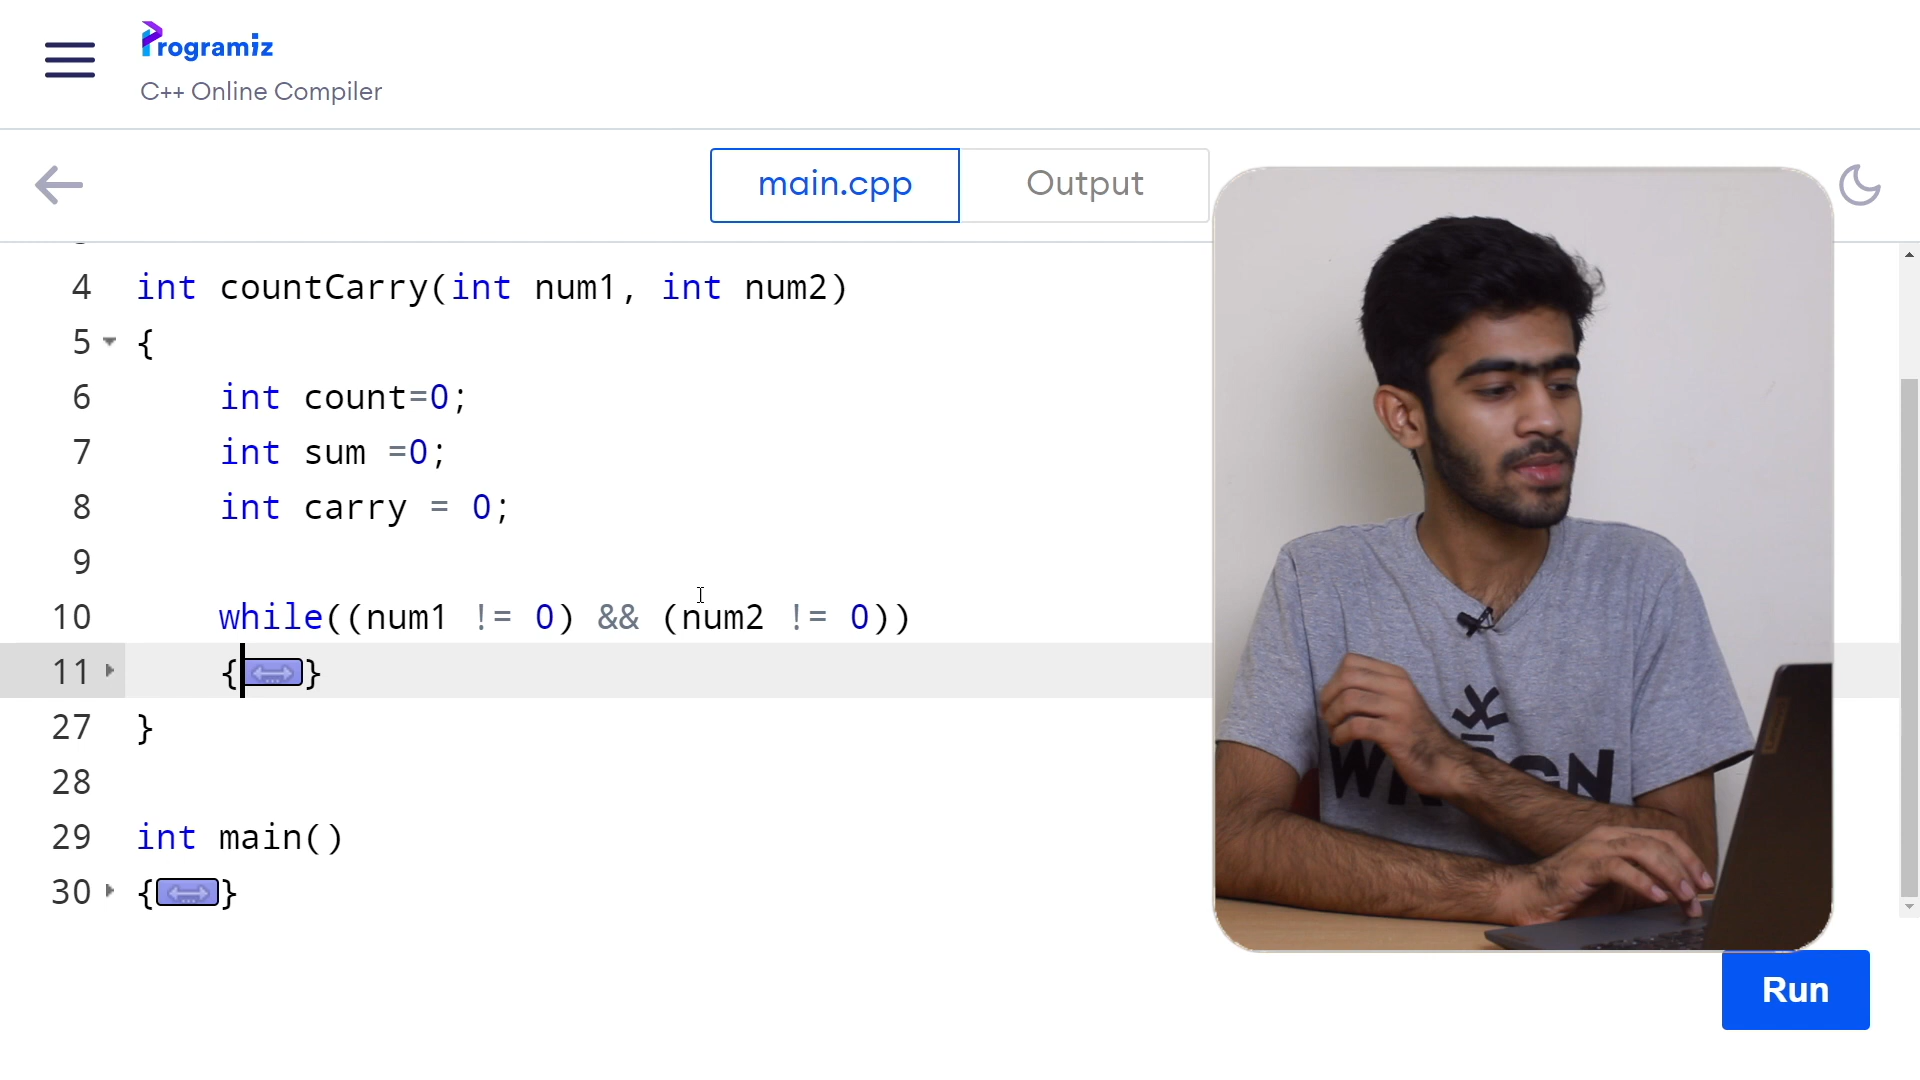 Programiz
C++ Online Compiler
main.cpp
Output
4 int countCarry(int num1, int num2)
5 {
6 int count=0;
7 int sum =0;
8 int carry = 0;
9
10 while((num1 != 0) && (num2 != 0))
11 {}
27 }
28
29 int main()
30 {}
Run